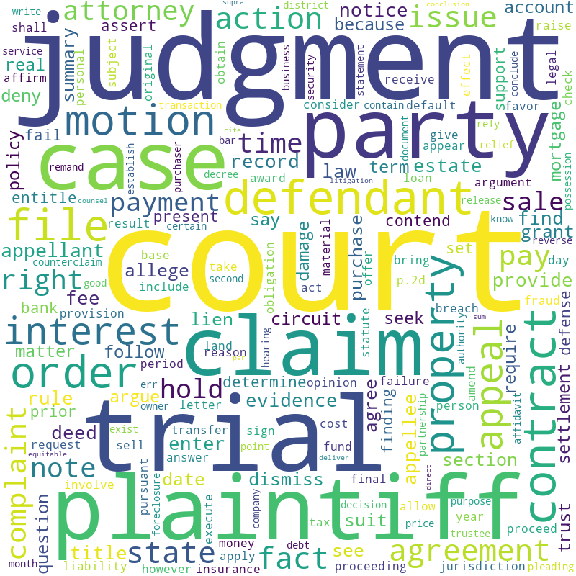 write
shall
service
affirm
deny
attorney
assert
real
summary
personal
subject
original
district
action
obtain
transaction
notice
because
business
security
statement
receive
issue
conclusion
account
raise
effect
conclude
support
legal
check
judgment
motion
party
policy
fail
case
time
record
consider
contain
default
favor
bar
law
term
document
give
appear
rely
relief
estate
mortgage
possession
remand
establish
purchaser
decree
award
litigation
loan
argument
release
entitle
counsel
payment
defendant
sale
file
present
say
contend
know
reverse
find
grant
appellant
result
certain
counterclaim
right
good
base
take
second
allege
include
obligation
damage
material
purchase
offer
bring
act
set
p.2d
day
pay
provide
court
fee
bank
provision
interest
lien
circuit
seek
statute
breach
fraud
matter
follow
land
reason
hearing
claim
property
authority
sum
appeal
require
defense
order
period
hold
determine
opinion
failure
evidence
agree
finding
amend
person
affidavit
settlement
contract
rule
argue
err
owner
prior
letter
cost
partnership
appellee
complaint
deed
exist
transfer
sign
fund
request
sell
answer
point
trial
note
enter
equitable
deliver
direct
section
involve
pursuant
foreclosure
date
execute
dismiss
final
decision
allow
purpose
proceed
question
company
tax
suit
price
year
trustee
trust
plaintiff
title
state
money
debt
fact
see
agreement
month
liability
however
insurance
apply
proceeding
jurisdiction
pleading